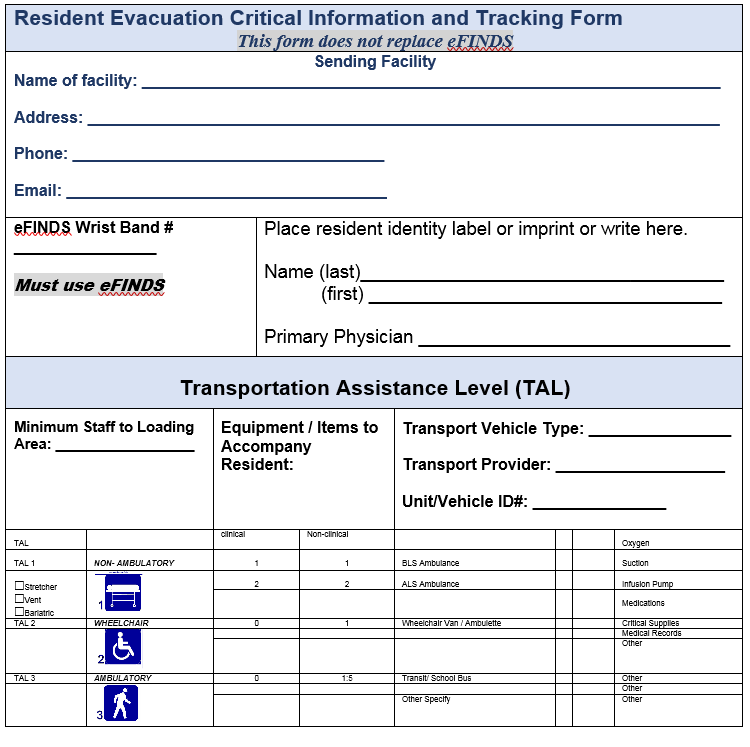 Resident Evacuation Critical Information and Tracking Form
This form does not replace eFINDS
Sending Facility
Name of facility:
Address:
Phone:
Email:
eFINDS Wrist Band #
Must use eFINDS
Place resident identity label or imprint or write here.
Name (last)
(first)
Primary Physician
Transportation Assistance Level (TAL)
Minimum Staff to Loading
Area:
Equipment / Items to
Accompany
Resident:
Transport Vehicle Type:
Transport Provider:
Unit/Vehicle ID#:
TAL clinical Non-clinical Oxygen
TAL 1 NON- AMBULATORY 1 1 BLS Ambulance Suction
Stretcher 2 2 ALS Ambulance Infusion Pump
Vent 1 Medications
Bariatric
TAL 2 WHEELCHAIR 0 1 Wheelchair Van / Ambulette Critical Supplies
Medical Records
Other
2
TAL 3 AMBULATORY 0 1:5 Transit/ School Bus Other
Other
Other Specify Other
3